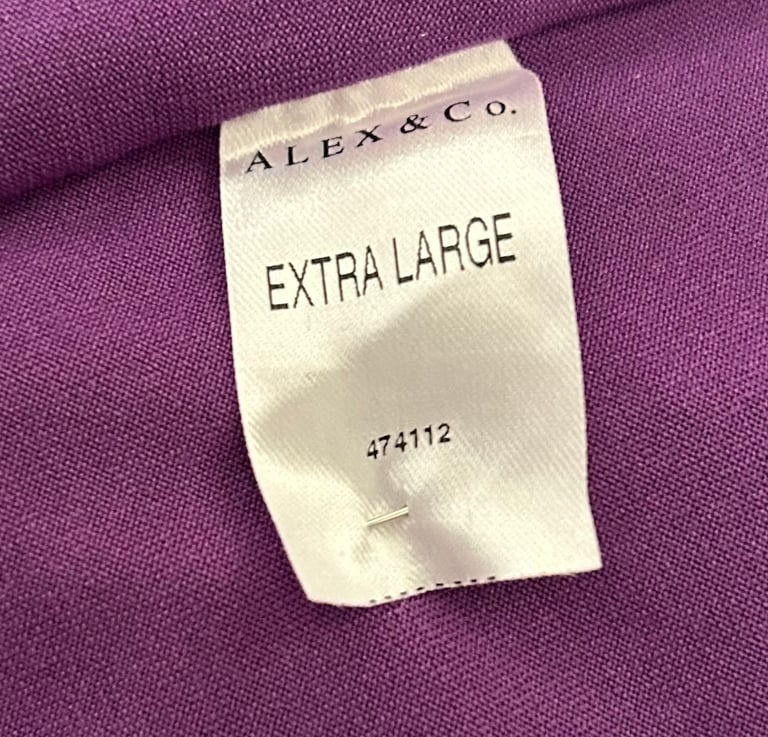 ALEX & Co.
EXTRA LARGE
474112